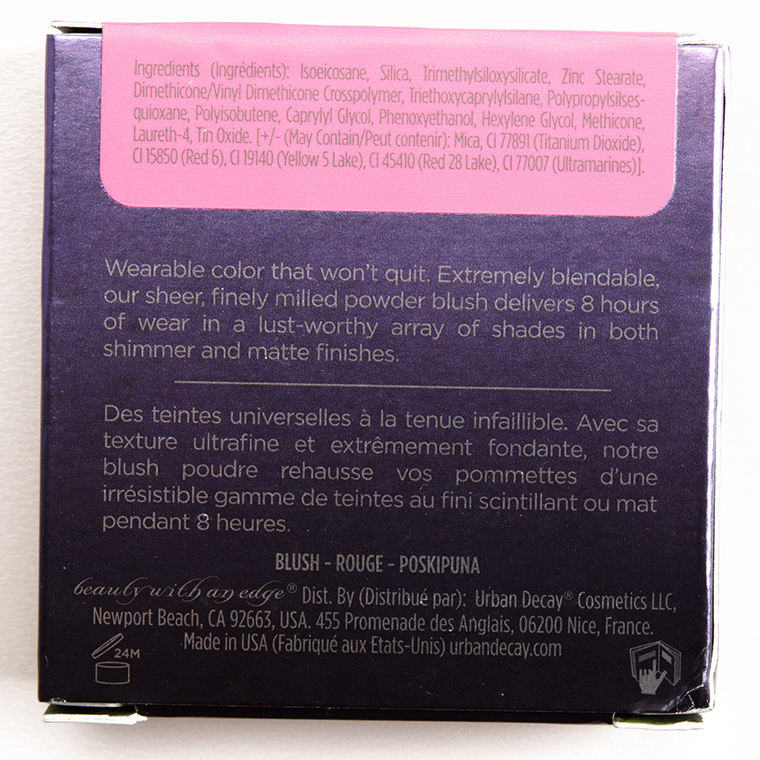 Ingredients (Ingrédients): Isoeicosane, Silica, Trimethylsiloxysilicate, Zinc Stearate,
Dimethicone/Vinyl Dimethicone Crosspolymer, Triethoxycaprylylsilane, Polypropylsilses-
quioxane, Polyisobutene, Caprylyl Glycol, Phenoxyethanol, Hexylene Glycol, Methicone,
Laureth-4, Tin Oxide. [+/- (May Contain/Peut contenir): Mica, CI 77891 (Titanium Dioxide),
CI 15850 (Red 6), CI 19140 (Yellow 5 Lake), CI 45410 (Red 28 Lake), CI 77007 (Ultramarines)].
Wearable color that won't quit. Extremely blendable,
our sheer, finely milled powder blush delivers 8 hours
of wear in a lust-worthy array of shades in both
shimmer and matte finishes.
Des teintes universelles à la tenue infaillible. Avec sa
texture ultrafine et extrêmement fondante, notre
blush poudre rehausse vos pommettes d'une
irrésistible gamme de teintes au fini scintillant ou mat
pendant 8 heures.
BLUSH - ROUGE - POSKIPUNA
beauty with an edge® Dist. By (Distribué par): Urban Decay® Cosmetics LLC,
Newport Beach, CA 92663, USA. 455 Promenade des Anglais, 06200 Nice, France.
Made in USA (Fabriqué aux Etats-Unis) urbandecay.com
24M